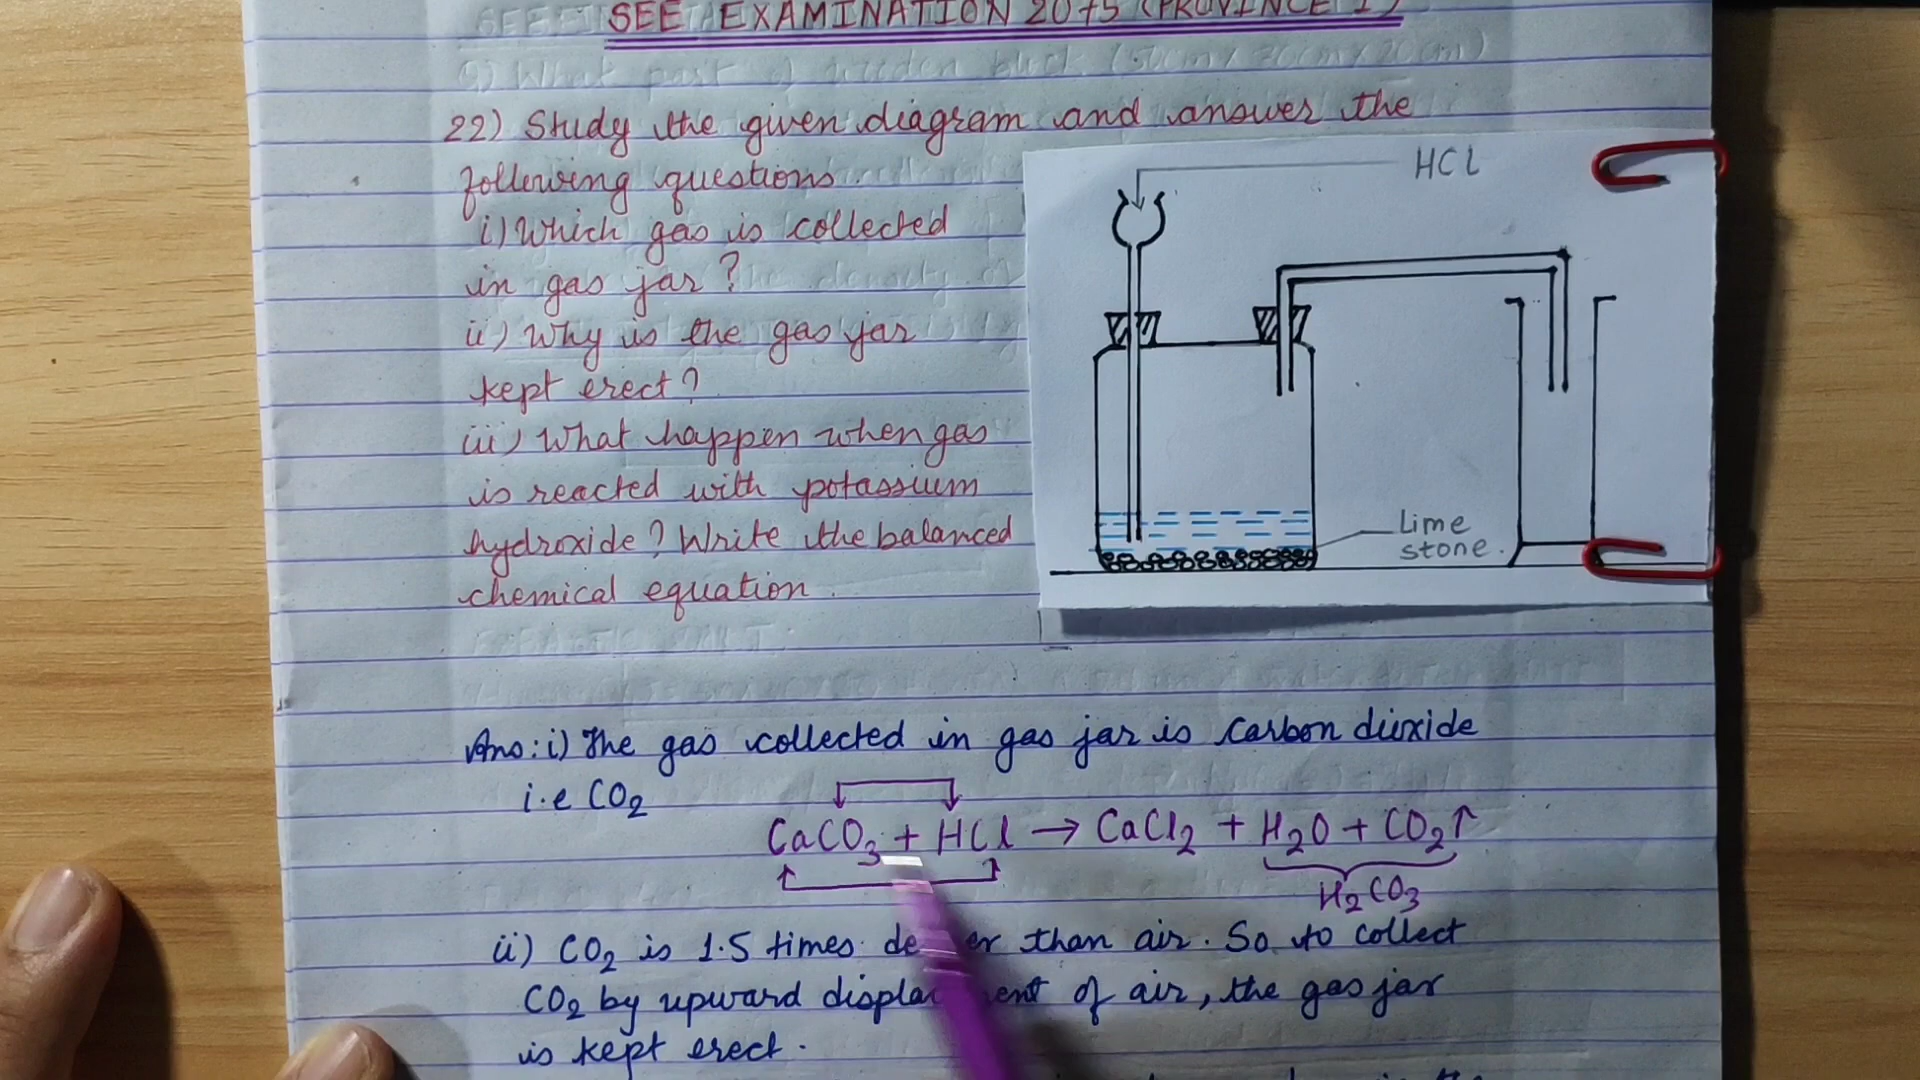 SEE EXAMINATION 2075 (PROVINCE 1)
22) Study the given diagram and answer the
following questions.
i) Which gas is collected
in gas jar?
ii) Why is the gas jar
kept erect?
iii) What happen when gas
is reacted with potassium
hydroxide? Write the balanced
chemical equation.
HCl
Lime
stone.
Ans: i) The gas collected in gas jar is carbon dioxide
i.e CO2
CaCO3 + HCl → CaCl2 + H2O + CO2↑
H2CO3
ii) CO2 is 1.5 times than air. So to collect
CO2 by upward of air, the gas jar
is kept erect.